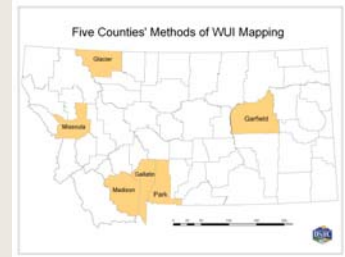 Five Counties' Methods of WUI Mapping
Glacier
Missoula
Garfield
Gallatin
Madison
Park